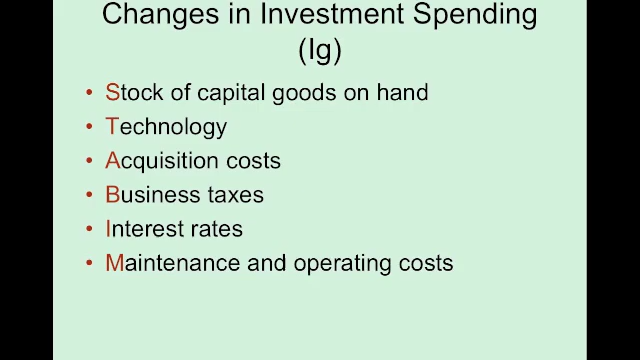 Changes in Investment Spending
(Ig)
• Stock of capital goods on hand
• Technology
• Acquisition costs
• Business taxes
• Interest rates
• Maintenance and operating costs